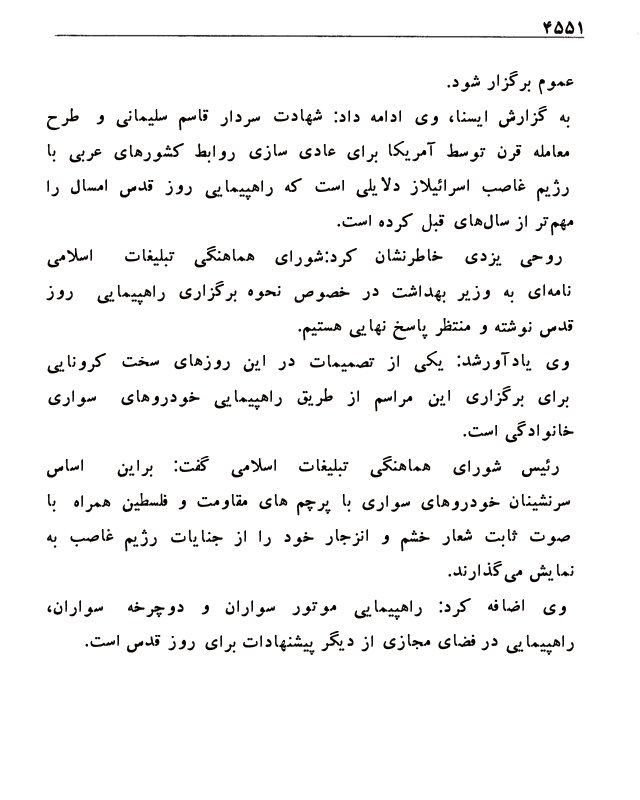 ۴۵۵۱
عموم برگزار شود.
به گزارش ایسنا، وی ادامه داد: شهادت سردار قاسم سلیمانی و طرح
معامله قرن توسط آمریکا برای عادی سازی روابط کشورهای عربی با
رژیم غاصب اسرائیلاز دلایلی است که راهپیمایی روز قدس امسال را
مهم‌تر از سال‌های قبل کرده است.
روحی یزدی خاطرنشان کرد:شورای هماهنگی تبلیغات اسلامی
نامه‌ای به وزیر بهداشت در خصوص نحوه برگزاری راهپیمایی روز
قدس نوشته و منتظر پاسخ نهایی هستیم.
وی یادآورشد: یکی از تصمیمات در این روزهای سخت کرونایی
برای برگزاری این مراسم از طریق راهپیمایی خودروهای سواری
خانوادگی است.
رئیس شورای هماهنگی تبلیغات اسلامی گفت: براین اساس
سرنشینان خودروهای سواری با پرچم های مقاومت و فلسطین همراه با
صوت ثابت شعار خشم و انزجار خود را از جنایات رژیم غاصب به
نمایش می‌گذارند.
وی اضافه کرد: راهپیمایی موتور سواران و دوچرخه سواران،
راهپیمایی در فضای مجازی از دیگر پیشنهادات برای روز قدس است.